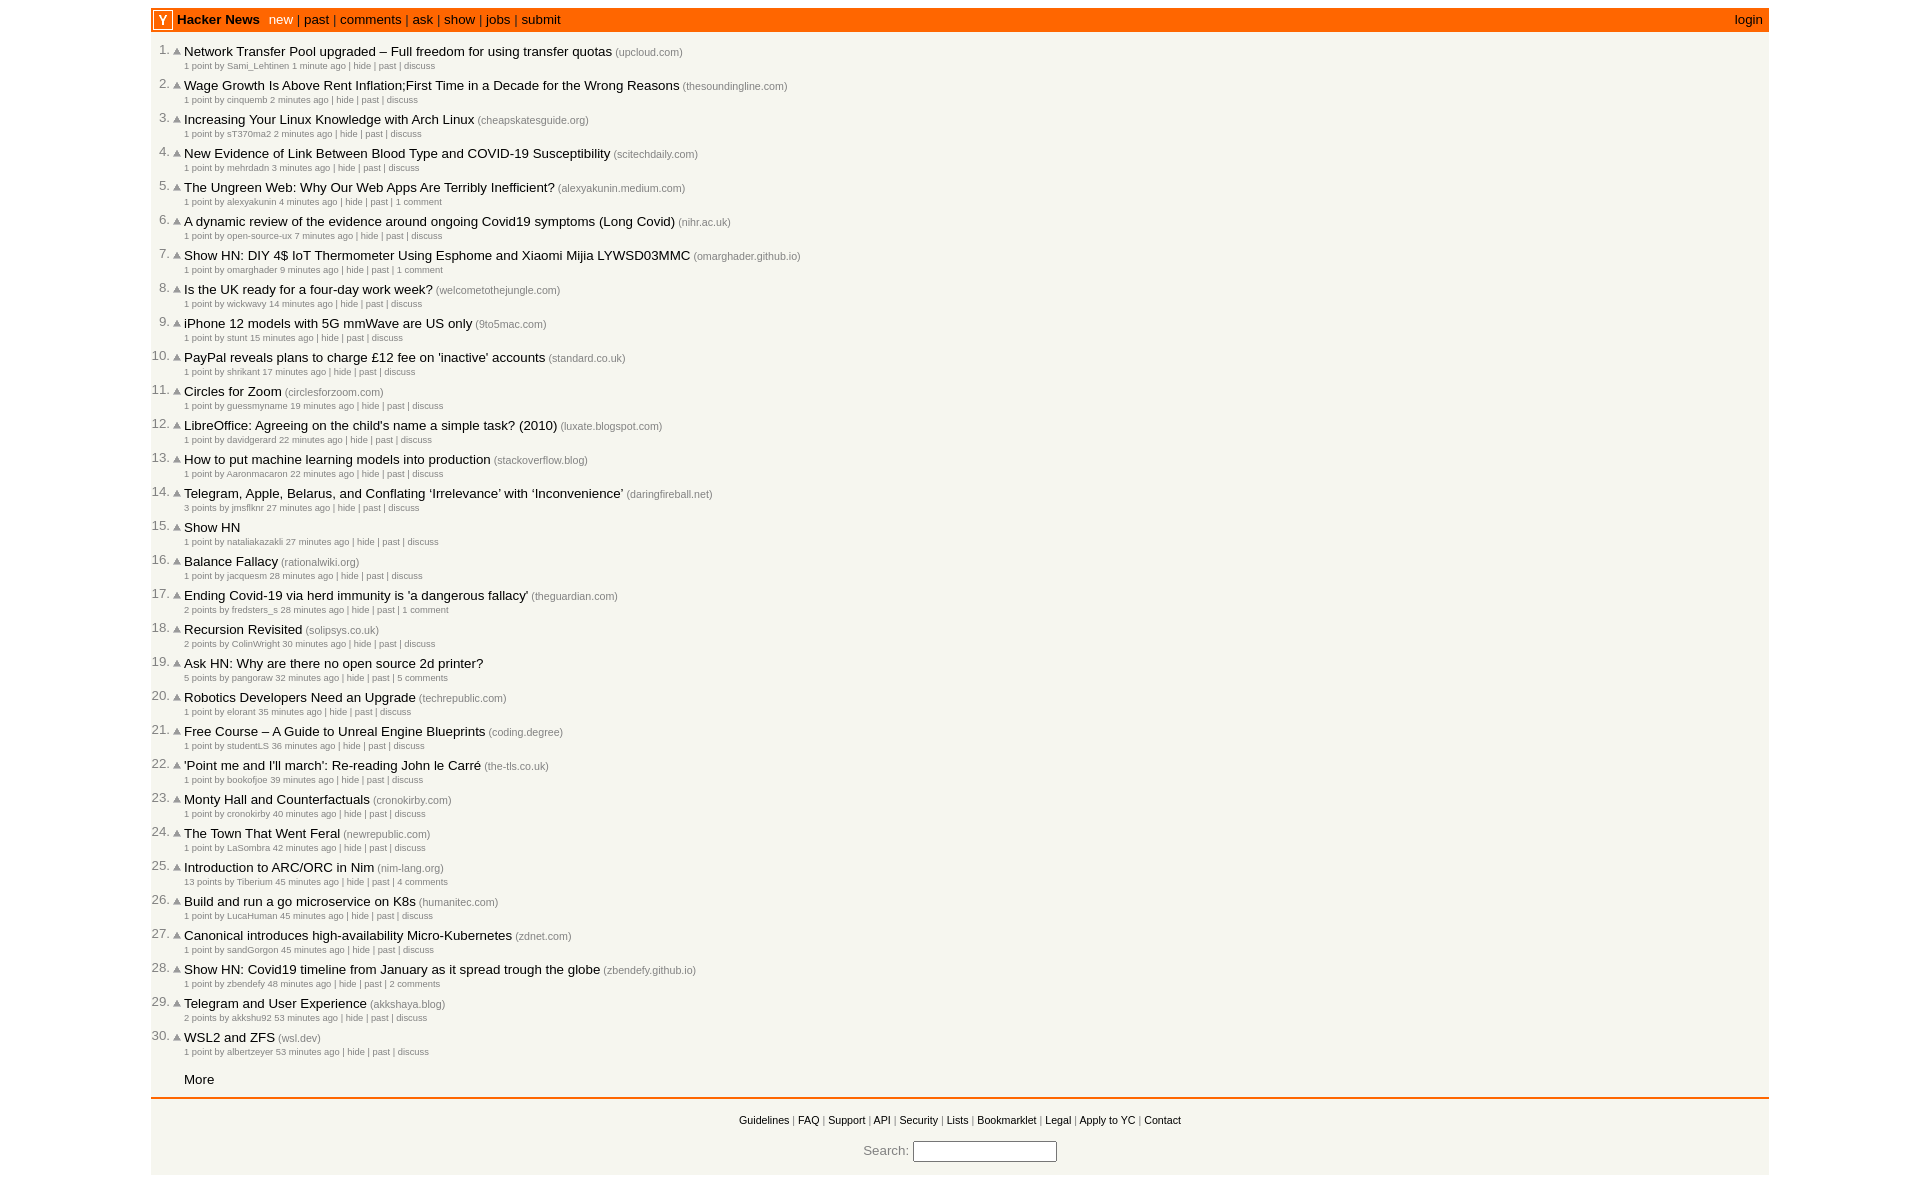 Y Hacker News new | past | comments | ask | show | jobs | submit login
1. Network Transfer Pool upgraded – Full freedom for using transfer quotas (upcloud.com)
1 point by Sami_Lehtinen 1 minute ago | hide | past | discuss
2. Wage Growth Is Above Rent Inflation;First Time in a Decade for the Wrong Reasons (thesoundingline.com)
1 point by cinquemb 2 minutes ago | hide | past | discuss
3. Increasing Your Linux Knowledge with Arch Linux (cheapskatesguide.org)
1 point by sT370ma2 2 minutes ago | hide | past | discuss
4. New Evidence of Link Between Blood Type and COVID-19 Susceptibility (scitechdaily.com)
1 point by mehrdadn 3 minutes ago | hide | past | discuss
5. The Ungreen Web: Why Our Web Apps Are Terribly Inefficient? (alexyakunin.medium.com)
1 point by alexyakunin 4 minutes ago | hide | past | 1 comment
6. A dynamic review of the evidence around ongoing Covid19 symptoms (Long Covid) (nihr.ac.uk)
1 point by open-source-ux 7 minutes ago | hide | past | discuss
7. Show HN: DIY 4$ IoT Thermometer Using Esphome and Xiaomi Mijia LYWSD03MMC (omarghader.github.io)
1 point by omarghader 9 minutes ago | hide | past | 1 comment
8. Is the UK ready for a four-day work week? (welcometothejungle.com)
1 point by wickwavy 14 minutes ago | hide | past | discuss
9. iPhone 12 models with 5G mmWave are US only (9to5mac.com)
1 point by stunt 15 minutes ago | hide | past | discuss
10. PayPal reveals plans to charge £12 fee on 'inactive' accounts (standard.co.uk)
1 point by shrikant 17 minutes ago | hide | past | discuss
11. Circles for Zoom (circlesforzoom.com)
1 point by guessmyname 19 minutes ago | hide | past | discuss
12. LibreOffice: Agreeing on the child's name a simple task? (2010) (luxate.blogspot.com)
1 point by davidgerard 22 minutes ago | hide | past | discuss
13. How to put machine learning models into production (stackoverflow.blog)
1 point by Aaronmacaron 22 minutes ago | hide | past | discuss
14. Telegram, Apple, Belarus, and Conflating ‘Irrelevance’ with ‘Inconvenience’ (daringfireball.net)
3 points by jmsflknr 27 minutes ago | hide | past | discuss
15. Show HN
1 point by nataliakazakli 27 minutes ago | hide | past | discuss
16. Balance Fallacy (rationalwiki.org)
1 point by jacquesm 28 minutes ago | hide | past | discuss
17. Ending Covid-19 via herd immunity is 'a dangerous fallacy' (theguardian.com)
2 points by fredsters_s 28 minutes ago | hide | past | 1 comment
18. Recursion Revisited (solipsys.co.uk)
2 points by ColinWright 30 minutes ago | hide | past | discuss
19. Ask HN: Why are there no open source 2d printer?
5 points by pangoraw 32 minutes ago | hide | past | 5 comments
20. Robotics Developers Need an Upgrade (techrepublic.com)
1 point by elorant 35 minutes ago | hide | past | discuss
21. Free Course – A Guide to Unreal Engine Blueprints (coding.degree)
1 point by studentLS 36 minutes ago | hide | past | discuss
22. 'Point me and I'll march': Re-reading John le Carré (the-tls.co.uk)
1 point by bookofjoe 39 minutes ago | hide | past | discuss
23. Monty Hall and Counterfactuals (cronokirby.com)
1 point by cronokirby 40 minutes ago | hide | past | discuss
24. The Town That Went Feral (newrepublic.com)
1 point by LaSombra 42 minutes ago | hide | past | discuss
25. Introduction to ARC/ORC in Nim (nim-lang.org)
13 points by Tiberium 45 minutes ago | hide | past | 4 comments
26. Build and run a go microservice on K8s (humanitec.com)
1 point by LucaHuman 45 minutes ago | hide | past | discuss
27. Canonical introduces high-availability Micro-Kubernetes (zdnet.com)
1 point by sandGorgon 45 minutes ago | hide | past | discuss
28. Show HN: Covid19 timeline from January as it spread trough the globe (zbendefy.github.io)
1 point by zbendefy 48 minutes ago | hide | past | 2 comments
29. Telegram and User Experience (akkshaya.blog)
2 points by akkshu92 53 minutes ago | hide | past | discuss
30. WSL2 and ZFS (wsl.dev)
1 point by albertzeyer 53 minutes ago | hide | past | discuss
More
Guidelines | FAQ | Support | API | Security | Lists | Bookmarklet | Legal | Apply to YC | Contact
Search: